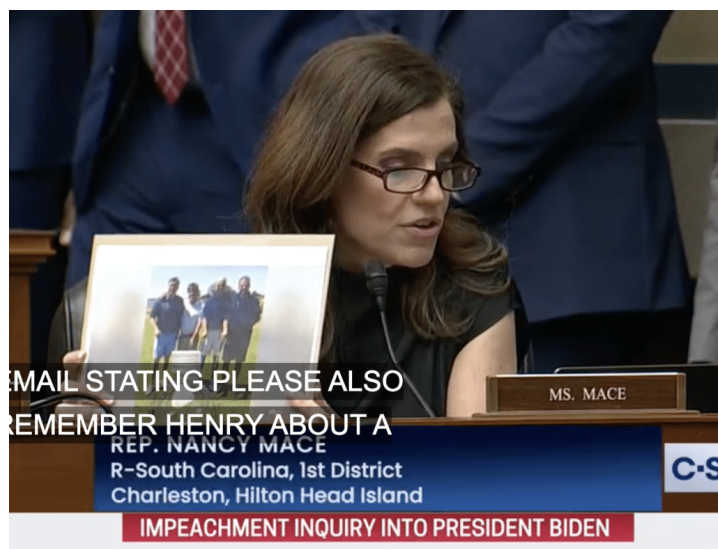 EMAIL STATING PLEASE ALSO
REMEMBER HENRY ABOUT A
MS. MACE
REP. NANCY MACE
R-South Carolina, 1st District
Charleston, Hilton Head Island
C-S
IMPEACHMENT INQUIRY INTO PRESIDENT BIDEN